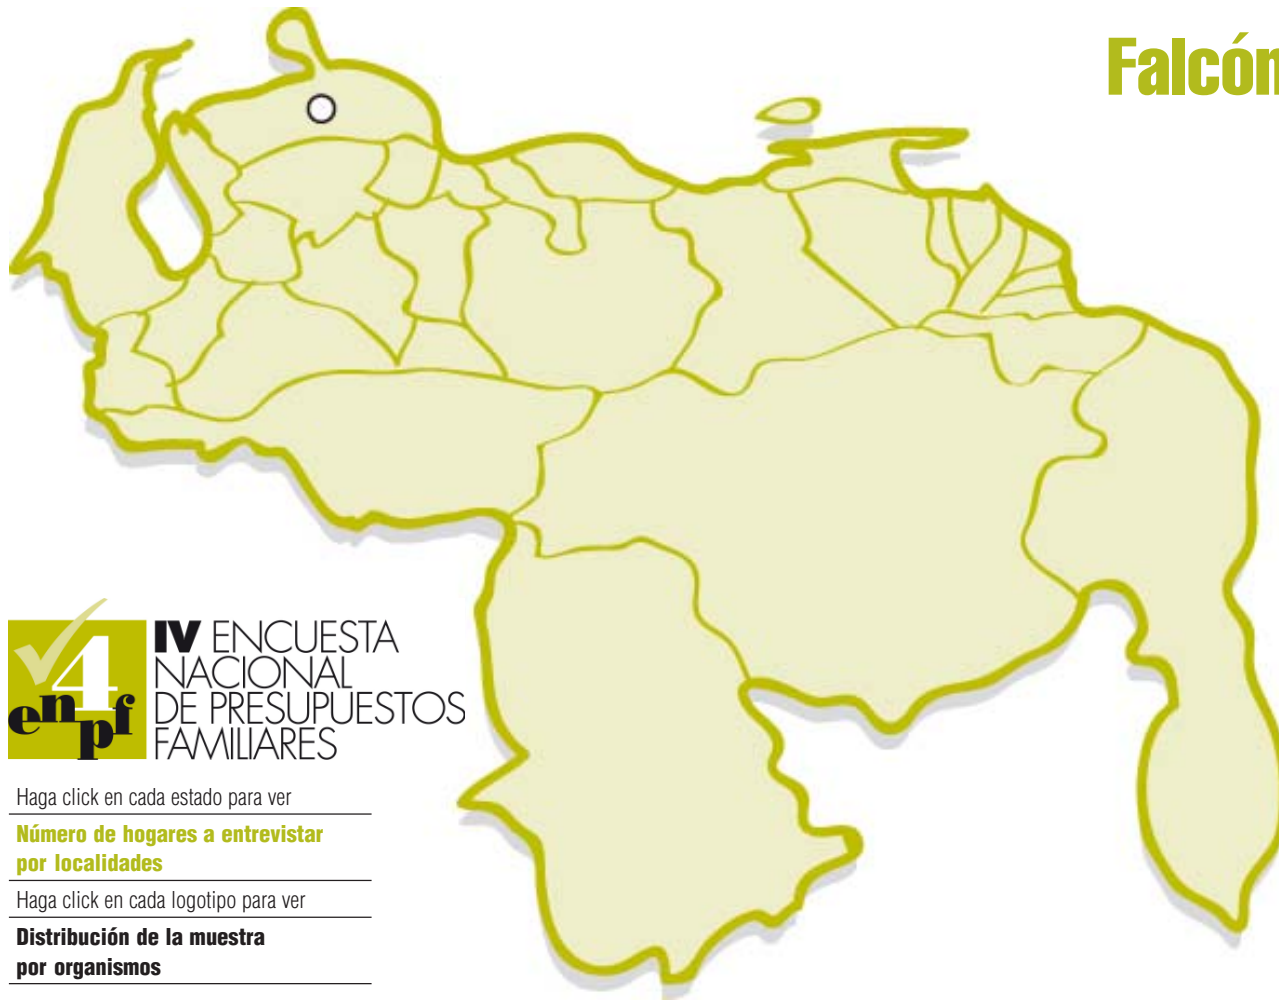 Falcón
4
enpf
IV ENCUESTA
NACIONAL
DE PRESUPUESTOS
FAMILIARES
Haga click en cada estado para ver
Número de hogares a entrevistar
por localidades
Haga click en cada logotipo para ver
Distribución de la muestra
por organismos